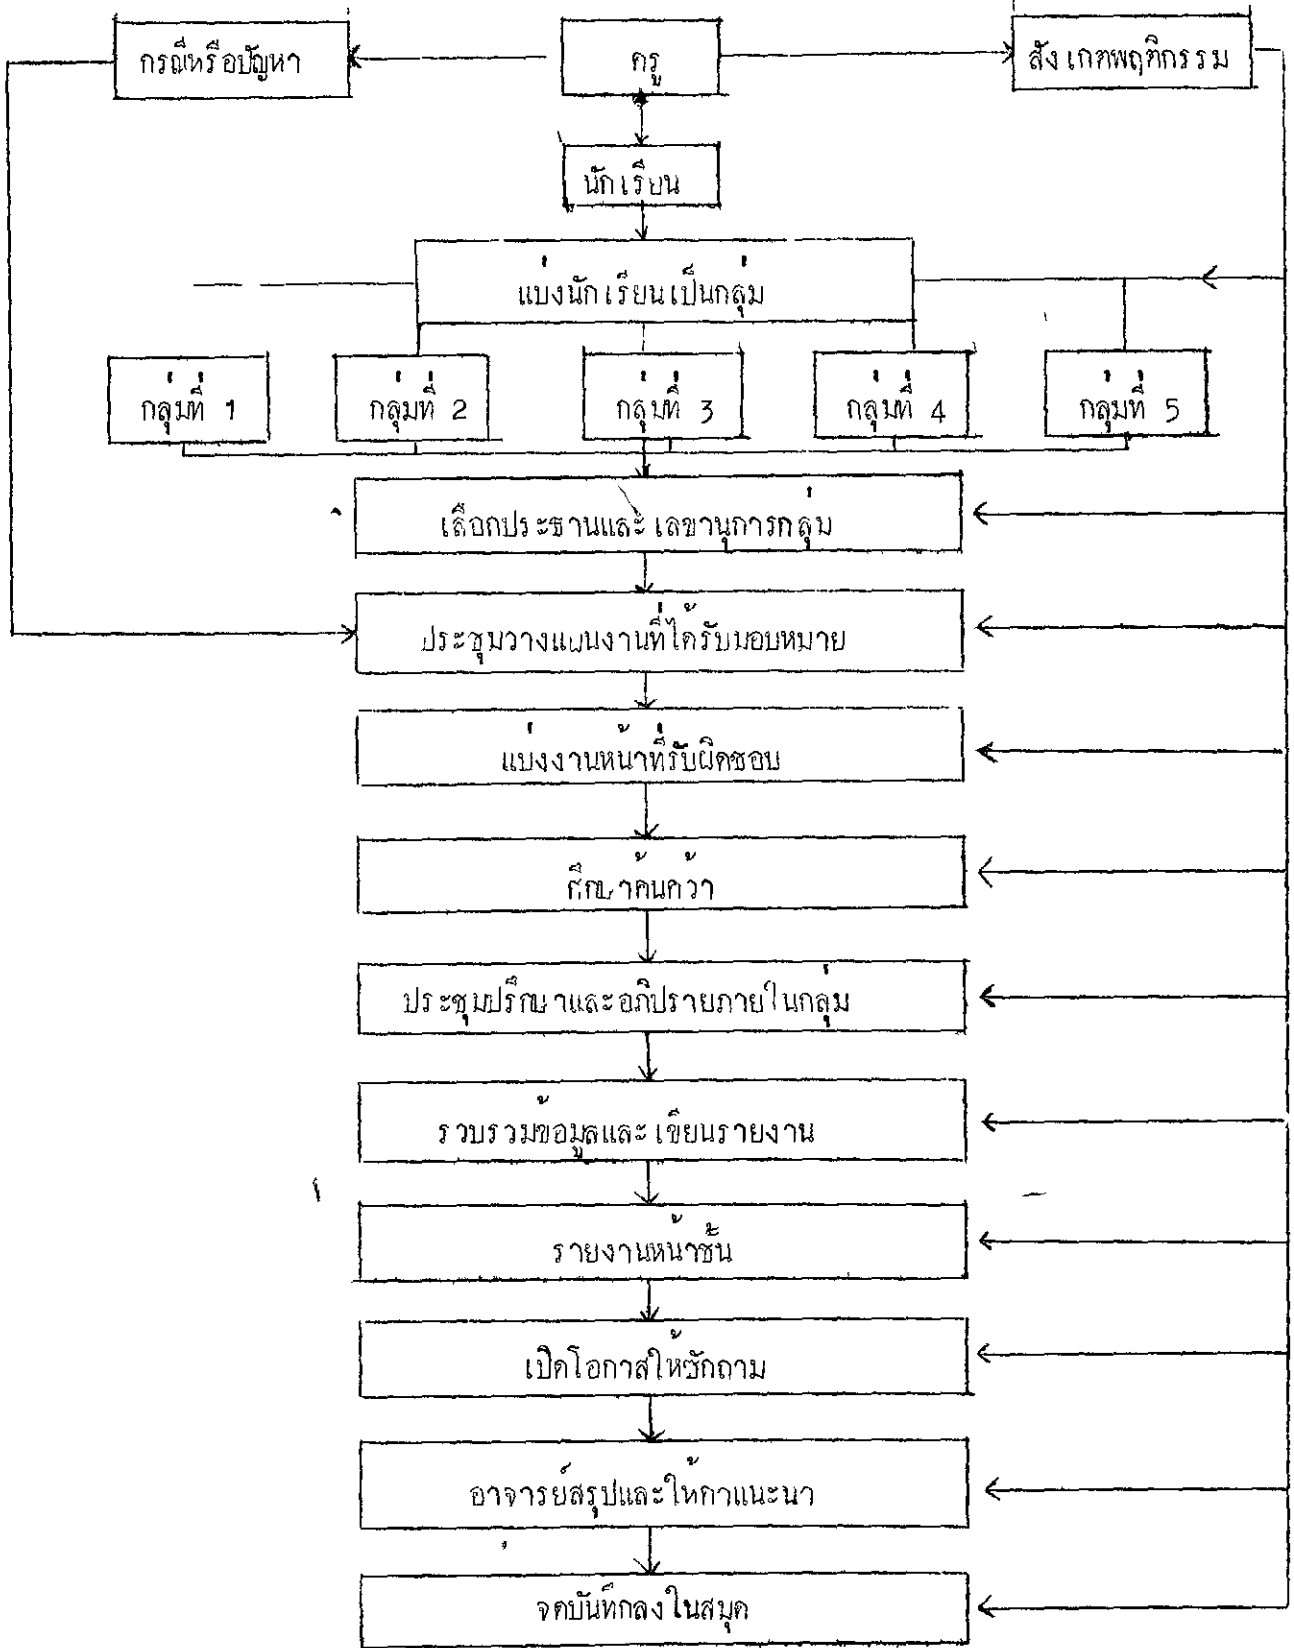 กรณีหรือปัญหา
ครู
สังเกตพฤติกรรม
นักเรียน
แบ่งนักเรียนเป็นกลุ่ม
กลุ่มที่ 1
กลุ่มที่ 2
กลุ่มที่ 3
กลุ่มที่ 4
กลุ่มที่ 5
เลือกประธานและเลขานุการกลุ่ม
ประชุมวางแผนงานที่ได้รับมอบหมาย
แบ่งงานหน้าที่รับผิดชอบ
ศึกษาค้นคว้า
ประชุมปรึกษาและอภิปรายภายในกลุ่ม
รวบรวมข้อมูลและเขียนรายงาน
รายงานหน้าชั้น
เปิดโอกาสให้ซักถาม
อาจารย์สรุปและให้คำแนะนำ
จดบันทึกลงในสมุด